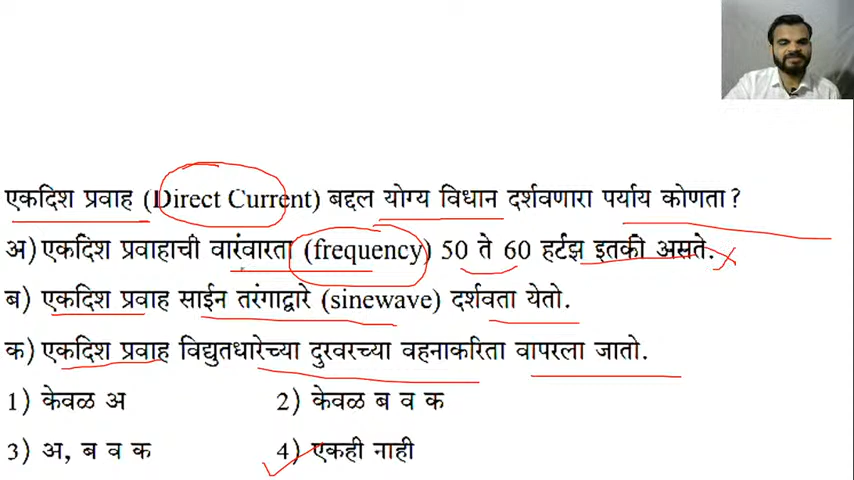 एकदिश प्रवाह (Direct Current) बद्दल योग्य विधान दर्शवणारा पर्याय कोणता?
अ) एकदिश प्रवाहाची वारंवारता (frequency) 50 ते 60 हर्टझ इतकी असते.
ब) एकदिश प्रवाह साईन तरंगाद्वारे (sinewave) दर्शवता येतो.
क) एकदिश प्रवाह विद्युतधारेच्या दुरवरच्या वहनाकरिता वापरला जातो.
1) केवळ अ 2) केवळ ब व क
3) अ, ब व क 4) एकही नाही